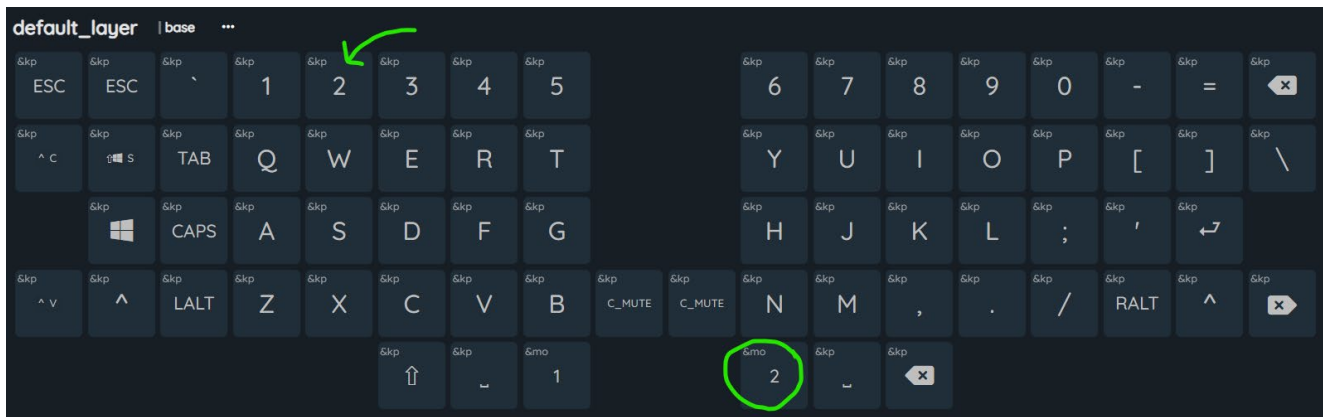 default_layer | base ...
&kp &kp &kp &kp &kp &kp &kp &kp &kp &kp &kp &kp &kp &kp &kp &kp
ESC ESC ` 1 2 3 4 5 6 7 8 9 0 - =
&kp &kp &kp &kp &kp &kp &kp &kp &kp &kp &kp &kp &kp &kp &kp &kp
^ C ⇧ S TAB Q W E R T Y U I O P [ ] \
&kp &kp &kp &kp &kp &kp &kp &kp &kp &kp &kp &kp &kp &kp
CAPS A S D F G H J K L ; ' ↵
&kp &kp &kp &kp &kp &kp &kp &kp &kp &kp &kp &kp &kp &kp &kp &kp &kp &kp
^ V ^ LALT Z X C V B C_MUTE C_MUTE N M , . / RALT ^
&kp &kp &mo &mo &kp &kp
⇧ ␣ 1 2 ␣